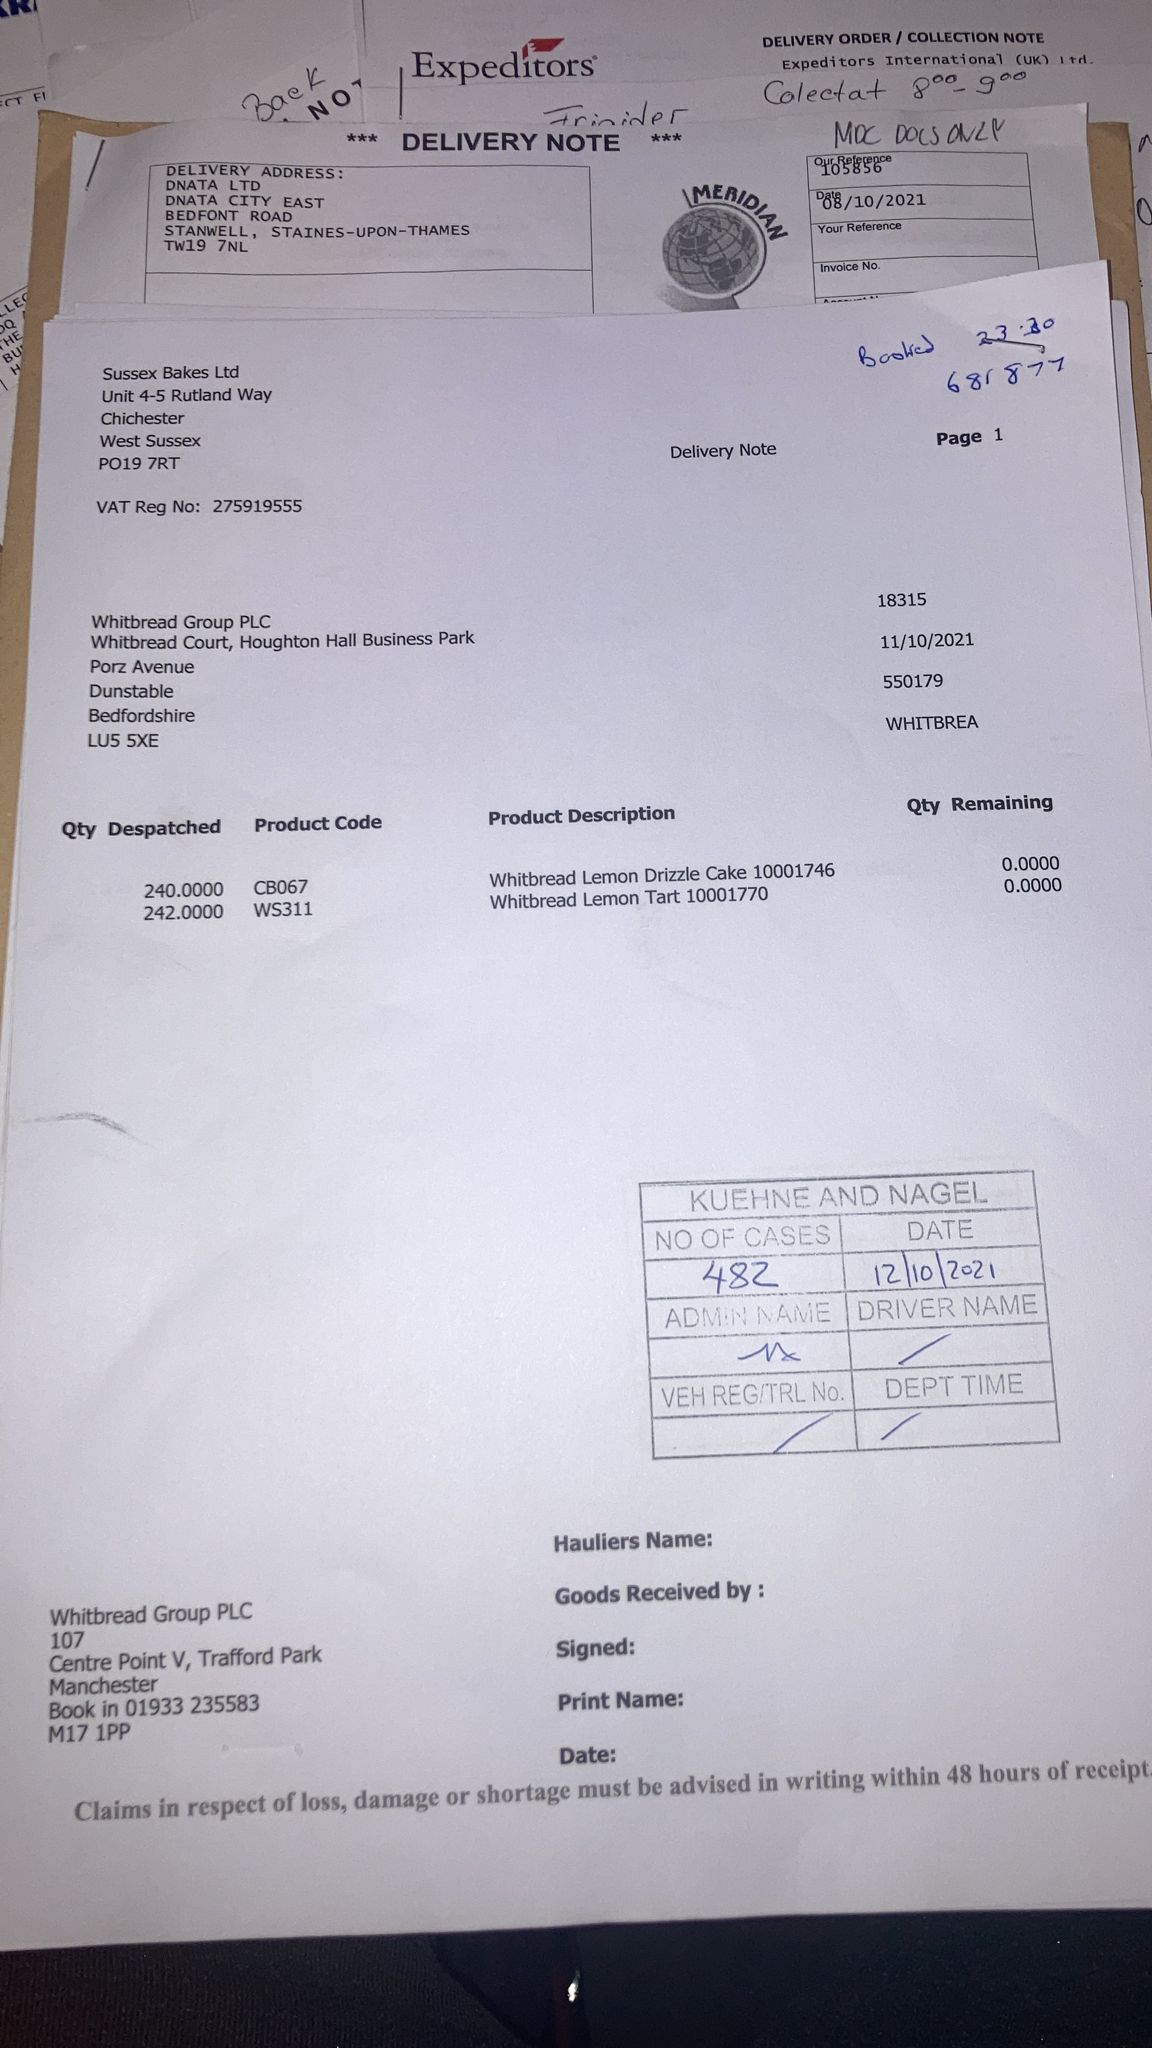 Expeditors
DELIVERY ORDER / COLLECTION NOTE
Expeditors International (UK) Ltd.
Colectat 8⁰⁰-9⁰⁰
Back
NOT
*** DELIVERY NOTE ***
MDC DOCS ONLY
DELIVERY ADDRESS:
DNATA LTD
DNATA CITY EAST
BEDFONT ROAD
STANWELL, STAINES-UPON-THAMES
TW19 7NL
MERIDIAN
Our Reference
105856
Date
08/10/2021
Your Reference
Invoice No.
Booked 23:30
681877
Sussex Bakes Ltd
Unit 4-5 Rutland Way
Chichester
West Sussex
PO19 7RT
Delivery Note
Page 1
VAT Reg No: 275919555
Whitbread Group PLC
Whitbread Court, Houghton Hall Business Park
Porz Avenue
Dunstable
Bedfordshire
LU5 5XE
18315
11/10/2021
550179
WHITBREA
Qty Despatched Product Code Product Description Qty Remaining
240.0000 CB067 Whitbread Lemon Drizzle Cake 10001746 0.0000
242.0000 WS311 Whitbread Lemon Tart 10001770 0.0000
KUEHNE AND NAGEL
NO OF CASES DATE
482 12/10/2021
ADMIN NAME DRIVER NAME
VEH REG/TRL No. DEPT TIME
Hauliers Name:
Goods Received by :
Signed:
Print Name:
Date:
Whitbread Group PLC
107
Centre Point V, Trafford Park
Manchester
Book in 01933 235583
M17 1PP
Claims in respect of loss, damage or shortage must be advised in writing within 48 hours of receipt.